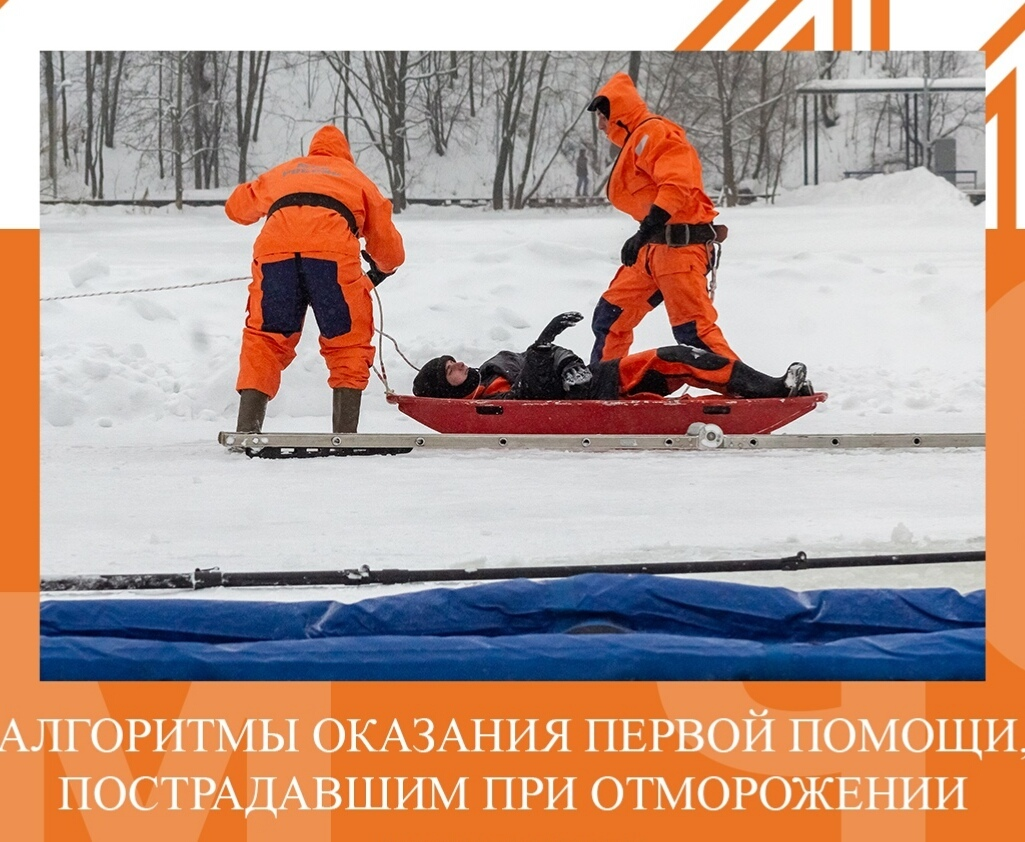 АЛГОРИТМЫ ОКАЗАНИЯ ПЕРВОЙ ПОМОЩИ,
ПОСТРАДАВШИМ ПРИ ОТМОРОЖЕНИИ